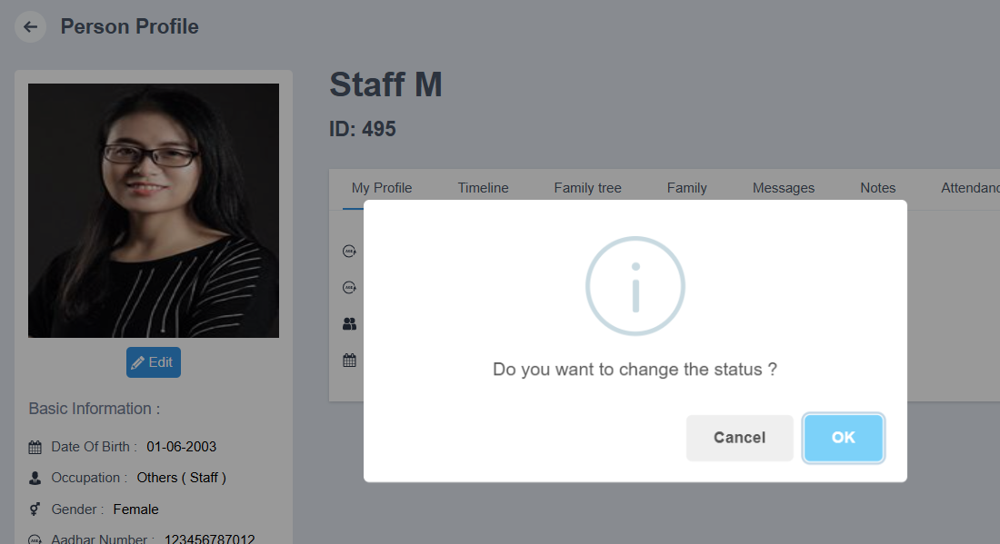 Person Profile
Staff M
ID: 495
My Profile Timeline Family tree Family Messages Notes Attendanc
Do you want to change the status ?
Cancel OK
Edit
Basic Information :
Date Of Birth : 01-06-2003
Occupation : Others ( Staff )
Gender : Female
Aadhar Number : 123456787012